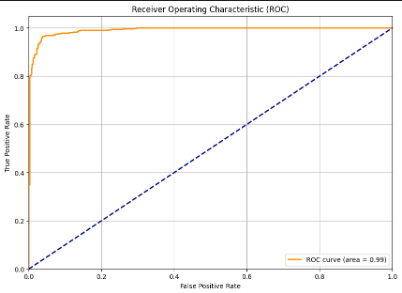 Receiver Operating Characteristic (ROC)
1.0
0.8
0.6
0.4
0.2
0.0
True Positive Rate
0.0 0.2 0.4 0.6 0.8 1.0
False Positive Rate
ROC curve (area = 0.99)